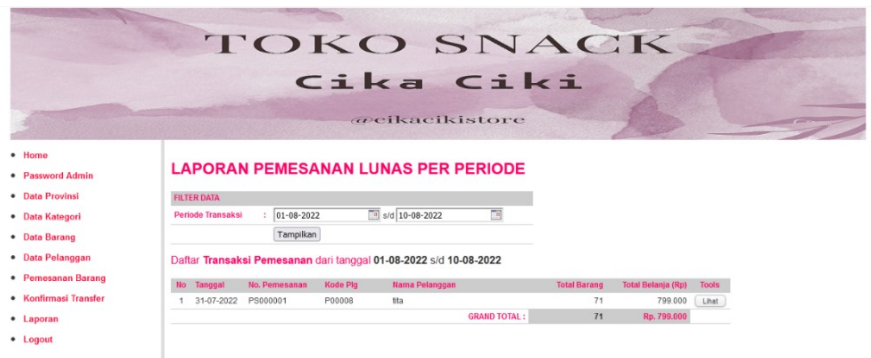 TOKO SNACK
Cika Ciki
@cikacikistore
Home
Password Admin
Data Provinsi
Data Kategori
Data Barang
Data Pelanggan
Pemesanan Barang
Konfirmasi Transfer
Laporan
Logout
LAPORAN PEMESANAN LUNAS PER PERIODE
FILTER DATA
Periode Transaksi : 01-08-2022 s/d 10-08-2022
Tampilkan
Daftar Transaksi Pemesanan dari tanggal 01-08-2022 s/d 10-08-2022
No Tanggal No. Pemesanan Kode Plg Nama Pelanggan Total Barang Total Belanja (Rp) Tools
1 31-07-2022 PS000001 P00008 tita 71 799.000 Lihat
GRAND TOTAL : 71 Rp. 799.000